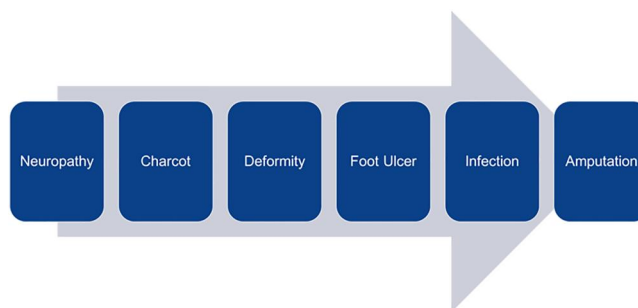 Neuropathy
Charcot
Deformity
Foot Ulcer
Infection
Amputation